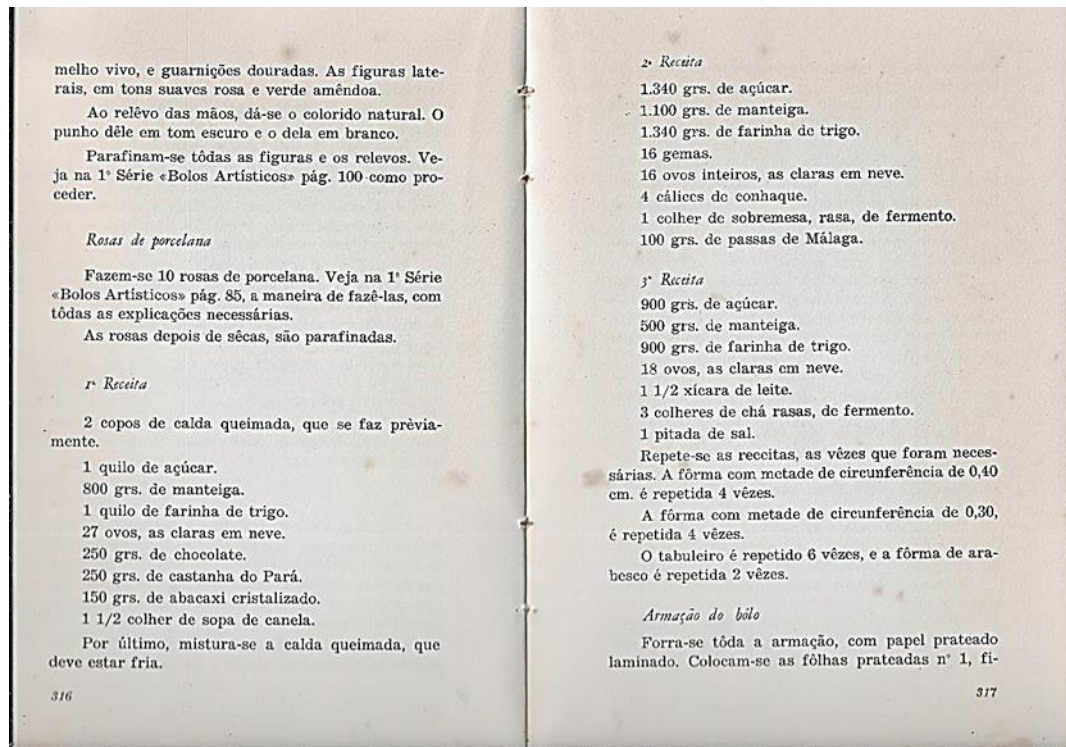 melho vivo, e guarnições douradas. As figuras late-
rais, em tons suaves rosa e verde amêndoa.
Ao relêvo das mãos, dá-se o colorido natural. O
punho dêle em tom escuro e o dela em branco.
Parafinam-se tôdas as figuras e os relevos. Ve-
ja na 1ª Série «Bolos Artísticos» pág. 100 como pro-
ceder.
Rosas de porcelana
Fazem-se 10 rosas de porcelana. Veja na 1ª Série
«Bolos Artísticos» pág. 85, a maneira de fazê-las, com
tôdas as explicações necessárias.
As rosas depois de sêcas, são parafinadas.
1ª Receita
2 copos de calda queimada, que se faz prèvia-
mente.
1 quilo de açúcar.
800 grs. de manteiga.
1 quilo de farinha de trigo.
27 ovos, as claras em neve.
250 grs. de chocolate.
250 grs. de castanha do Pará.
150 grs. de abacaxi cristalizado.
1 1/2 colher de sopa de canela.
Por último, mistura-se a calda queimada, que
deve estar fria.
316
2ª Receita
1.340 grs. de açúcar.
1.100 grs. de manteiga.
1.340 grs. de farinha de trigo.
16 gemas.
16 ovos inteiros, as claras em neve.
4 cálices de conhaque.
1 colher de sobremesa, rasa, de fermento.
100 grs. de passas de Málaga.
3ª Receita
900 grs. de açúcar.
500 grs. de manteiga.
900 grs. de farinha de trigo.
18 ovos, as claras em neve.
1 1/2 xícara de leite.
3 colheres de chá rasas, de fermento.
1 pitada de sal.
Repete-se as receitas, as vêzes que foram neces-
sárias. A fôrma com metade de circunferência de 0,40
cm. é repetida 4 vêzes.
A fôrma com metade de circunferência de 0,30,
é repetida 4 vêzes.
O tabuleiro é repetido 6 vêzes, e a fôrma de ara-
besco é repetida 2 vêzes.
Armação do bôlo
Forra-se tôda a armação, com papel prateado
laminado. Colocam-se as fôlhas prateadas nº 1, fi-
317